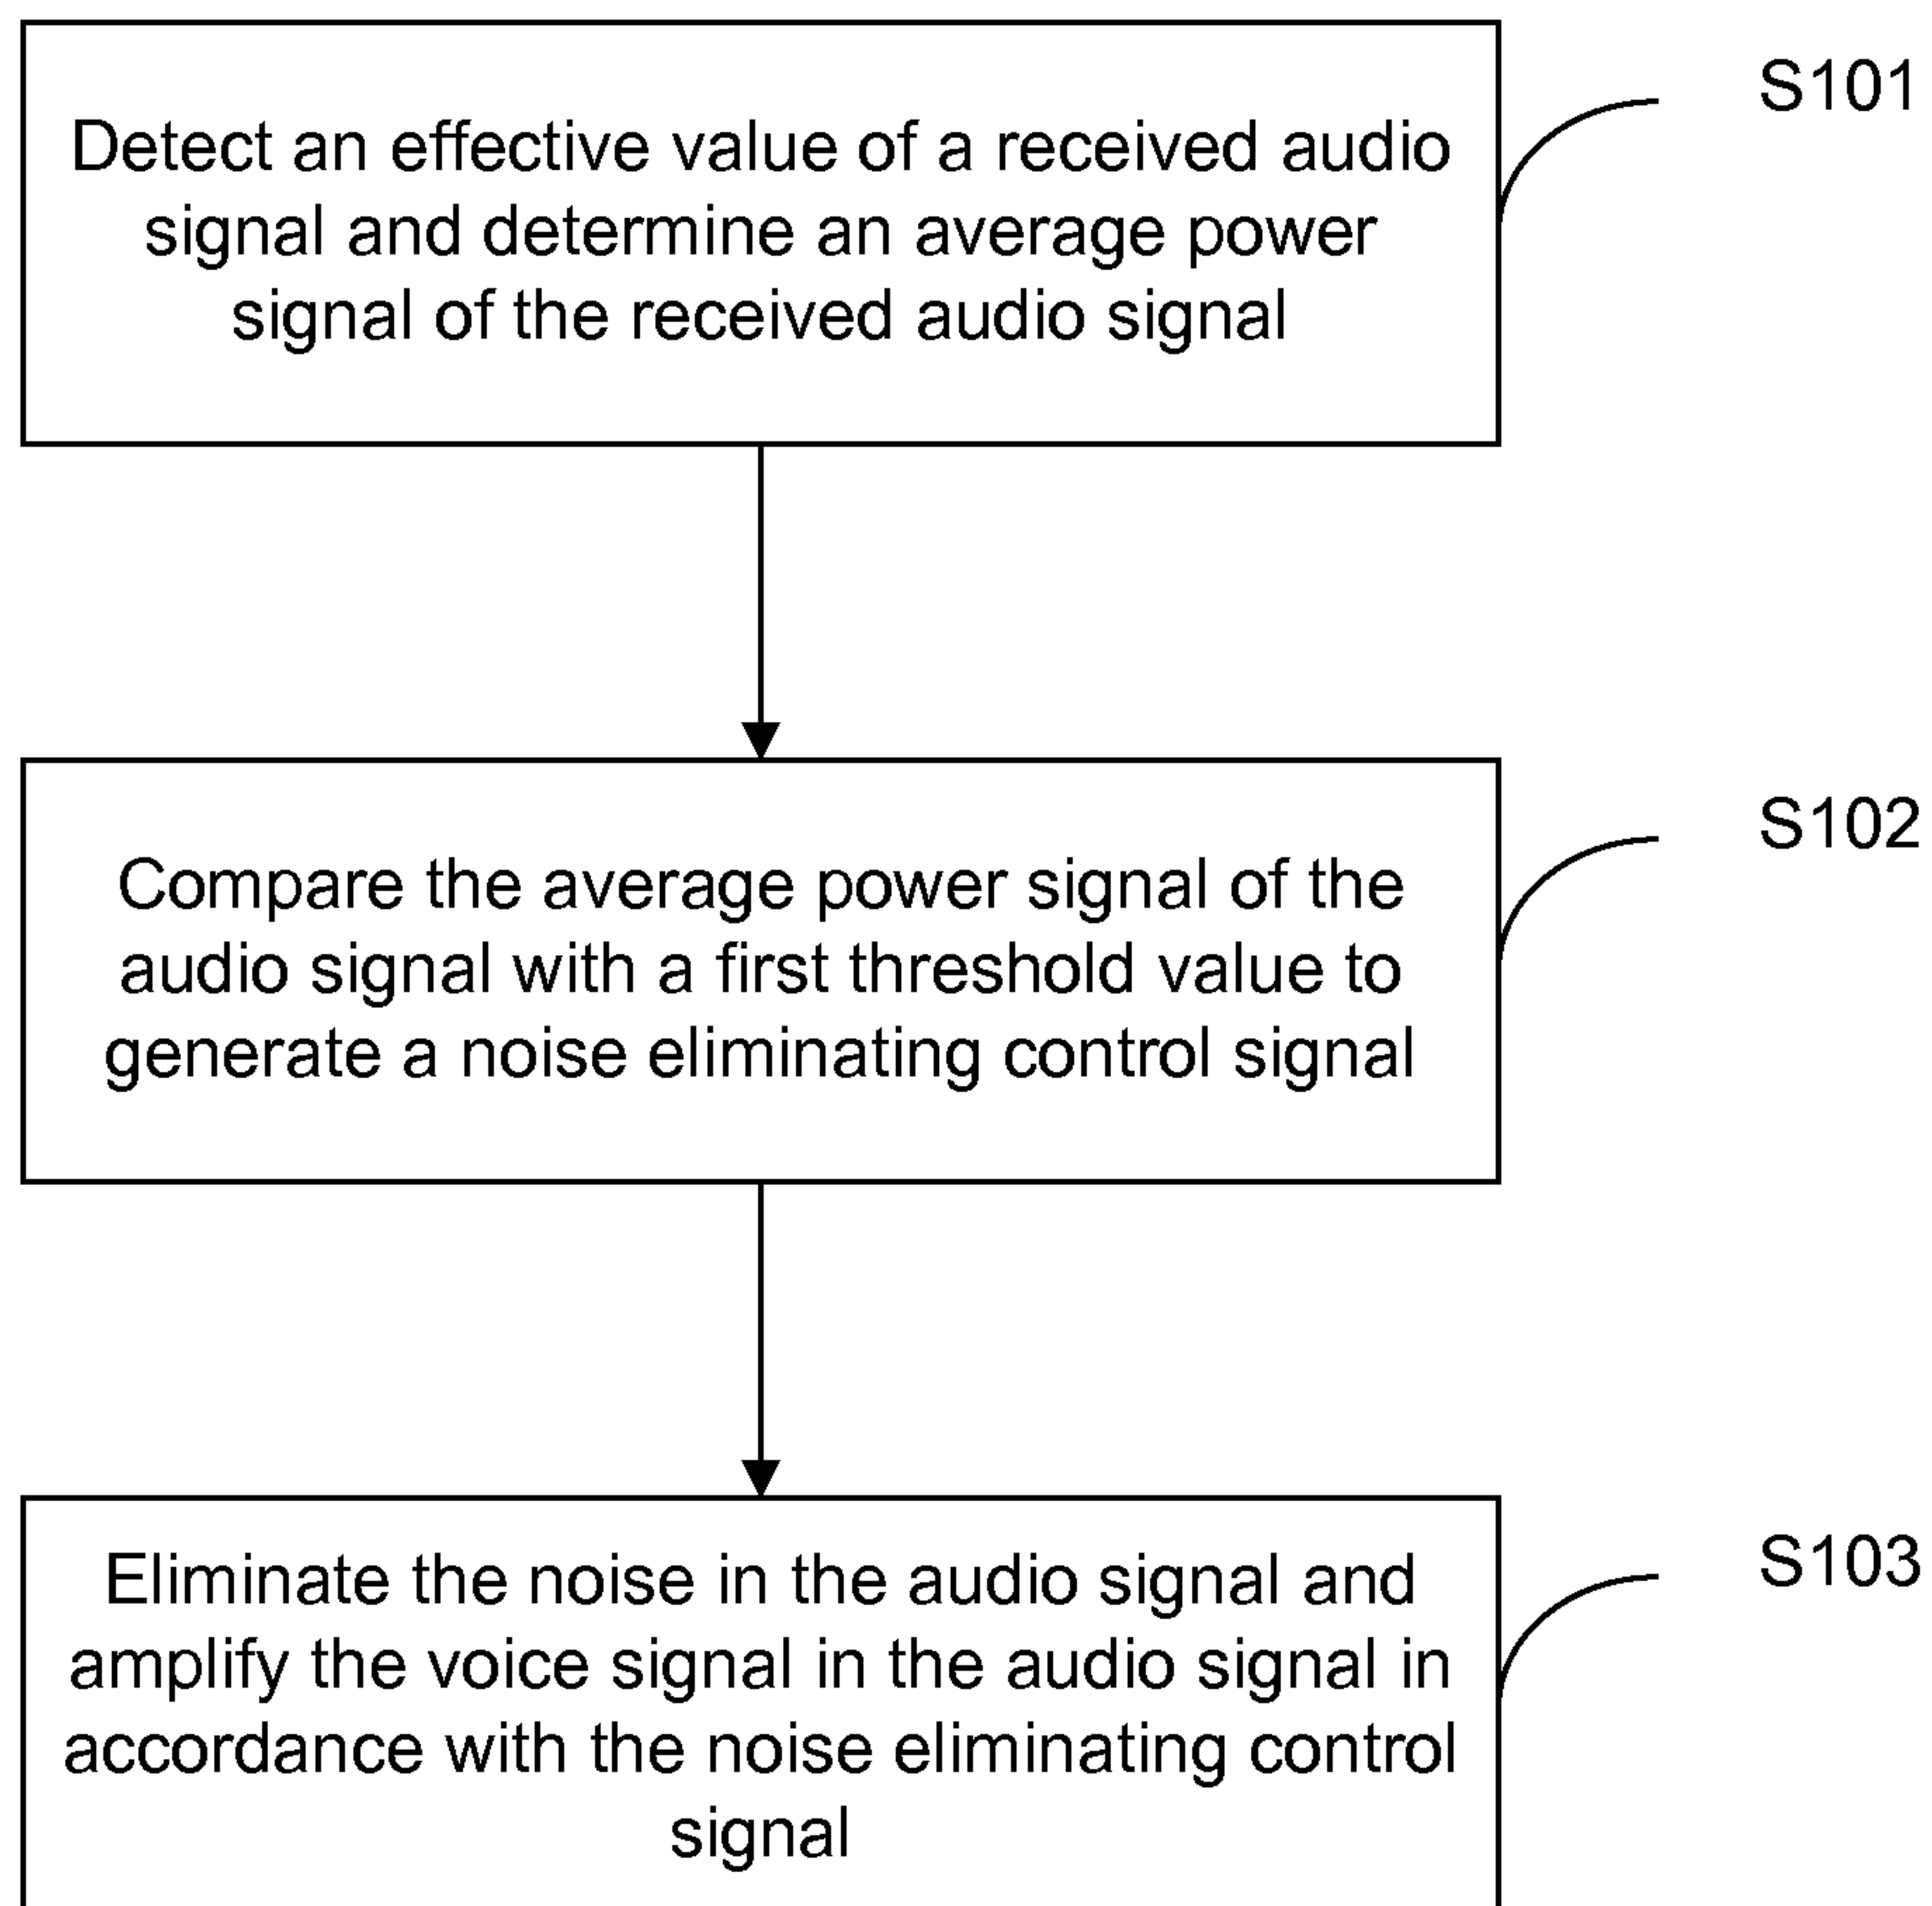 S101
Detect an effective value of a received audio
signal and determine an average power
signal of the received audio signal
S102
Compare the average power signal of the
audio signal with a first threshold value to
generate a noise eliminating control signal
S103
Eliminate the noise in the audio signal and
amplify the voice signal in the audio signal in
accordance with the noise eliminating control
signal